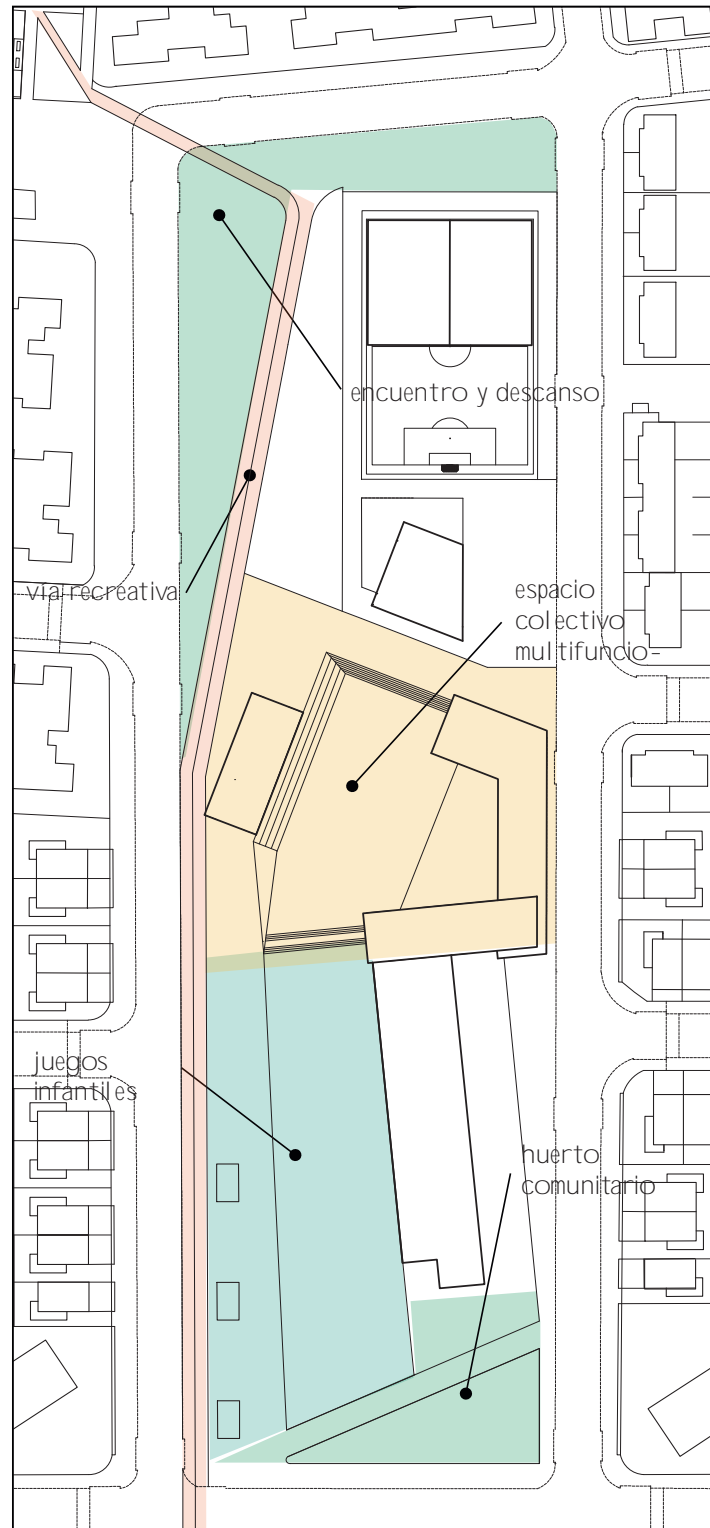 encuentro y descanso
vía recreativa
espacio
colectivo
multifuncio-
juegos
infantiles
huerto
comunitario